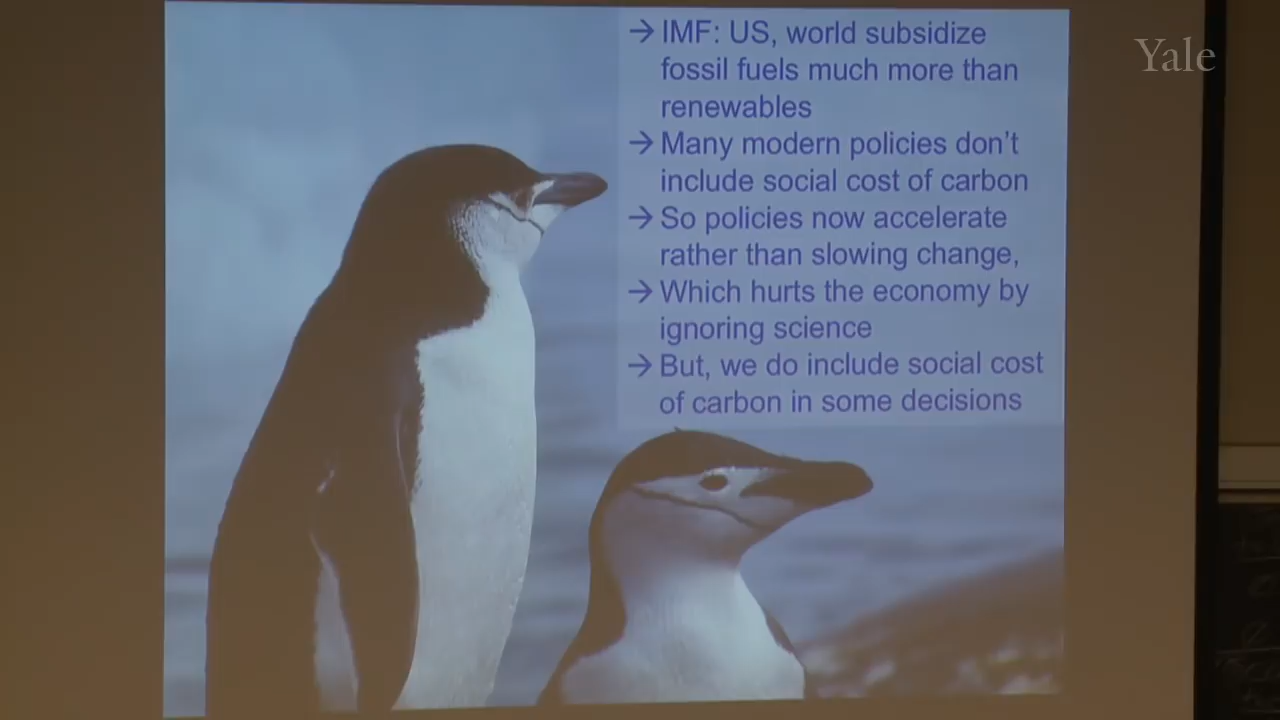 → IMF: US, world subsidize
fossil fuels much more than
renewables
→ Many modern policies don't
include social cost of carbon
→ So policies now accelerate
rather than slowing change,
→ Which hurts the economy by
ignoring science
→ But, we do include social cost
of carbon in some decisions
Yale